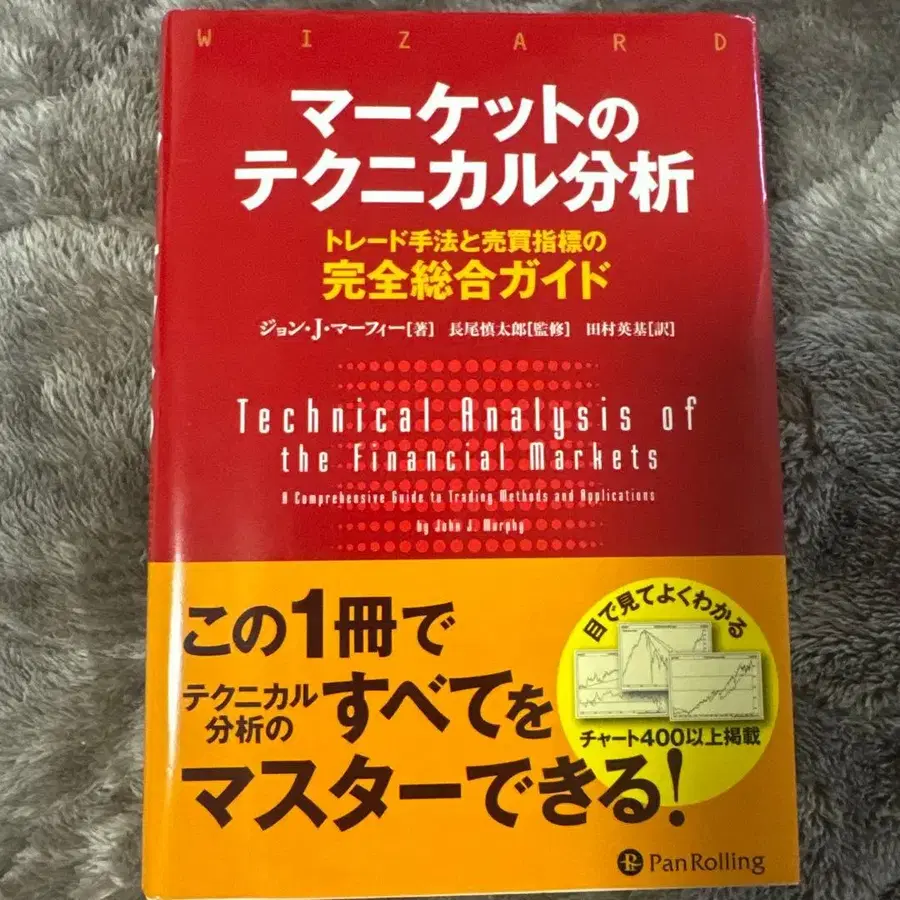 WIZARD
マーケットの
テクニカル分析
トレード手法と売買指標の
完全総合ガイド
ジョン・J・マーフィー[著] 長尾慎太郎[監修] 田村英基[訳]
Technical Analysis of
the Financial Markets
A Comprehensive Guide to Trading Methods and Applications
by John J. Murphy
この1冊で
テクニカル
分析の
すべてを
マスターできる!
目で見てよくわかる
チャート400以上掲載
PanRolling